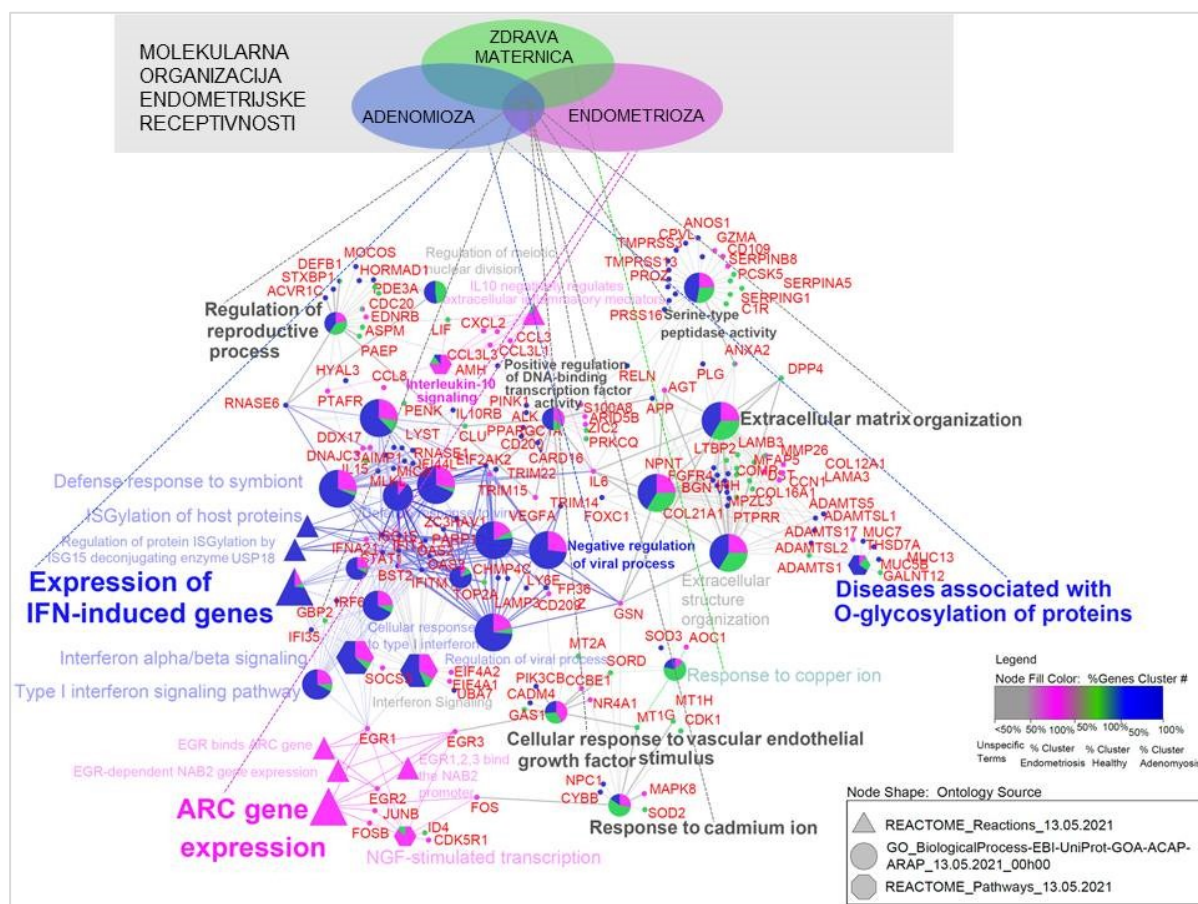 MOLEKULARNA
ORGANIZACIJA
ENDOMETRIJSKE
RECEPTIVNOSTI
ZDRAVA
MATERNICA
ADENOMIOZA
ENDOMETRIOZA
ANOS1
CPVL
GZMA
TMPRSS3
CD109
SERPINB8
TMPRSS13
PCSK5
PROZ
SERPINA5
SERPING1
C1R
PRSS16
Serine-type
peptidase activity
MOCOS
DEFB1
HORMAD1
STXBP1
PDE3A
ACVR1C
CDC20
EDNRB
ASPM
PAEP
Regulation of
reproductive
process
Regulation of meiotic
nuclear division
IL10 negatively regulates
extracellular inflammatory mediators
LIF
CXCL2
CCL3
CCL3L3
CCL3L1
AMH
Interleukin-10
signaling
Positive regulation
of DNA-binding
transcription factor
activity
ANXA2
RELN
PLG
DPP4
AGT
APP
HYAL3
CCL8
RNASE6
PTAFR
PENK
IL10RB
PINK1
ALK
S100A8
ARID5B
ZIC2
PRKCQ
CLU
CARD16
Extracellular matrix organization
DDX17
LYST
DNAJC3
AIMP1
RNASE1
IFI44L
EIF2AK2
IL15
MLKL
TRIM22
TRIM15
IL6
TRIM14
VEGFA
FOXC1
NPNT
FGFR4
BGN
LTBP2
LAMB3
MMP26
MFAP5
COL12A1
CCN1
LAMA3
COL16A1
MPZL3
COL21A1
PTPRR
ADAMTS5
ADAMTSL1
ADAMTS17
MUC7
ADAMTSL2
THSD7A
MUC13
ADAMTS1
MUC5B
GALNT12
Defense response to symbiont
ISGylation of host proteins
Regulation of protein ISGylation by
ISG15 deconjugating enzyme USP18
ZC3HAV1
ISG15
PARP9
OAS2
STAT1
BST2
IFITM
CHMP4C
TOP2A
LY6E
LAMP3
CD209
Negative regulation
of viral process
Extracellular
structure
organization
Diseases associated with
O-glycosylation of proteins
Expression of
IFN-induced genes
GBP2
IRF6
IFI35
GSN
Cellular response
to type I interferon
Regulation of viral process
Interferon alpha/beta signaling
Type I interferon signaling pathway
EIF4A2
EIF4A1
UBA7
Interferon Signaling
SOD3
AOC1
MT2A
SORD
Response to copper ion
PIK3CB
CCBE1
CADM4
NR4A1
GAS1
MT1H
MT1G
CDK1
Cellular response to vascular endothelial
growth factor stimulus
EGR1
EGR3
EGR binds ARC gene
EGR-dependent NAB2 gene expression
EGR1,2,3 bind
the NAB2
promoter
ARC gene
expression
EGR2
JUNB
FOS
FOSB
ID4
CDK5R1
NGF-stimulated transcription
NPC1
CYBB
MAPK8
SOD2
Response to cadmium ion
Legend
Node Fill Color: %Genes Cluster #
<50% 100% 50% 100% 50% 100%
Unspecific
Terms
% Cluster
Endometriosis
% Cluster
Healthy
% Cluster
Adenomyosis
Node Shape: Ontology Source
REACTOME_Reactions_13.05.2021
GO_BiologicalProcess-EBI-UniProt-GOA-ACAP-
ARAP_13.05.2021_00h00
REACTOME_Pathways_13.05.2021